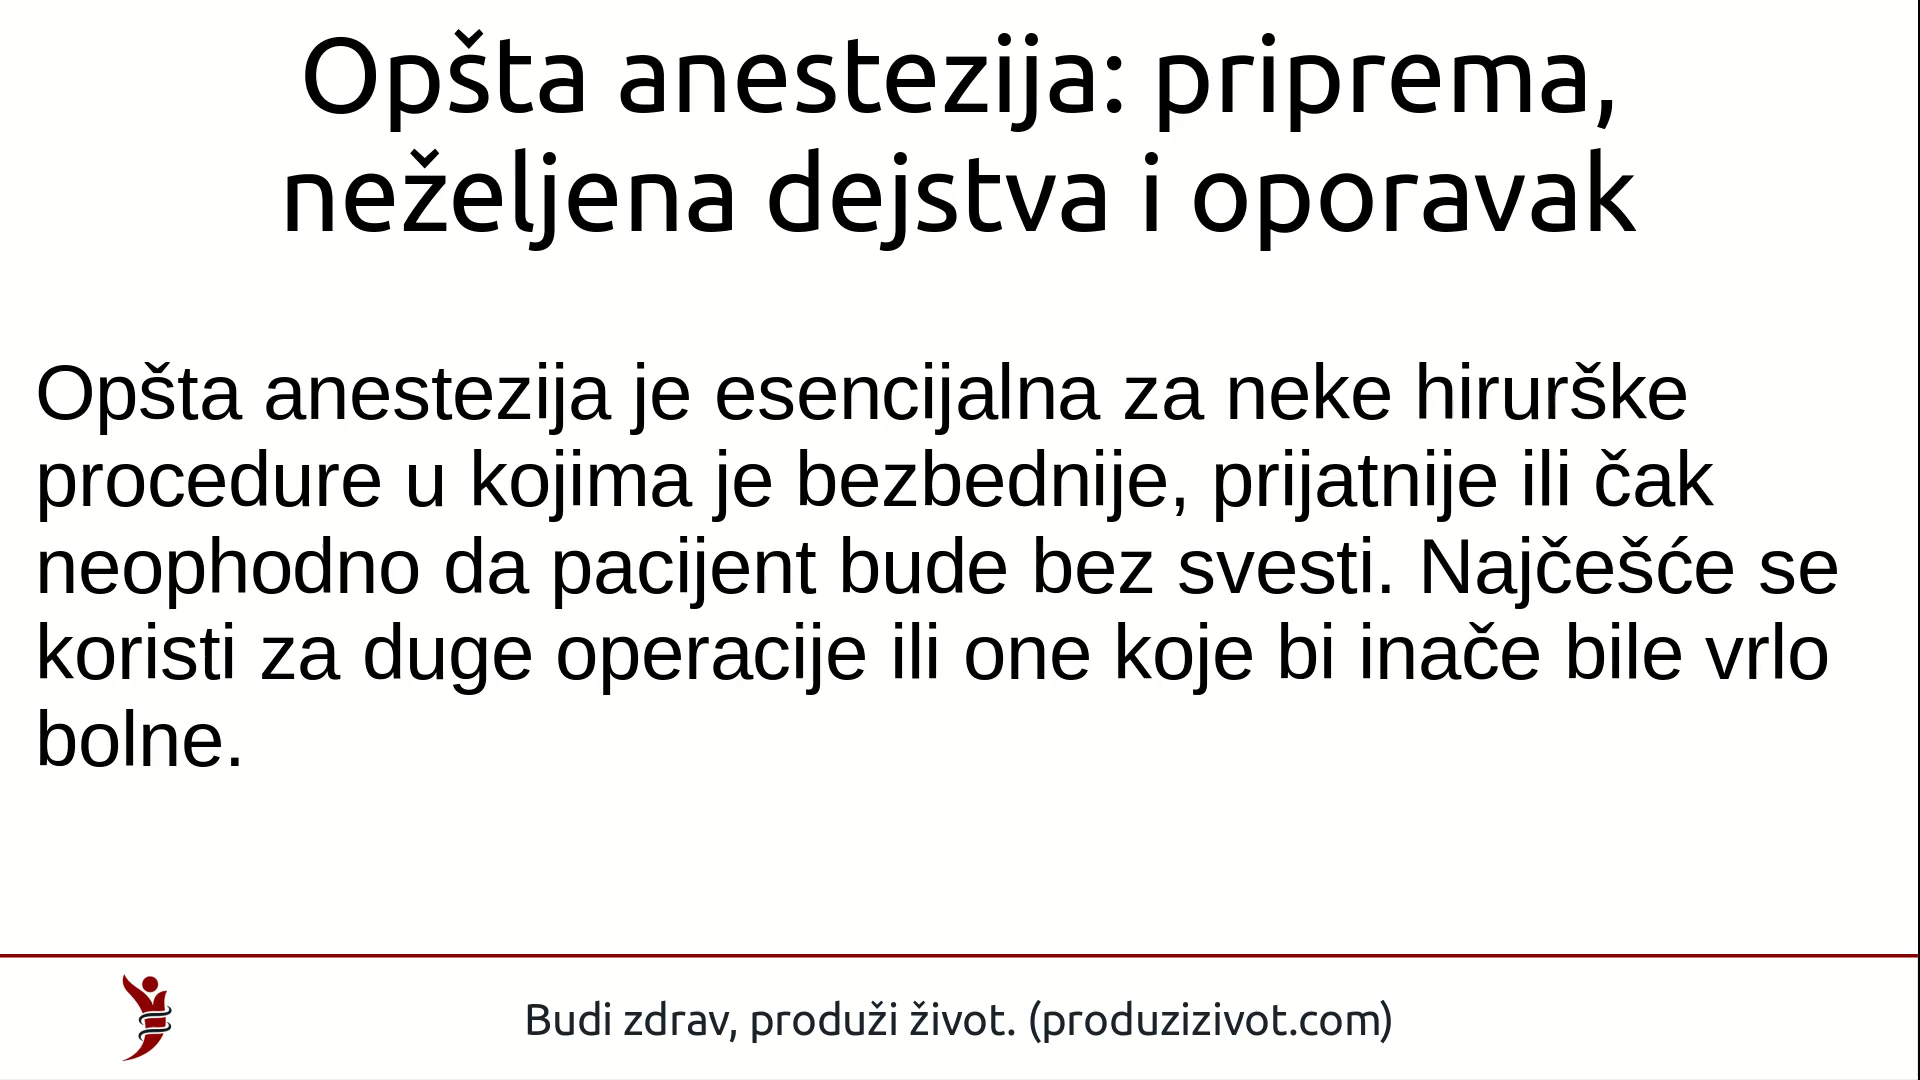 Opšta anestezija: priprema,
neželjena dejstva i oporavak
Opšta anestezija je esencijalna za neke hirurške
procedure u kojima je bezbednije, prijatnije ili čak
neophodno da pacijent bude bez svesti. Najčešće se
koristi za duge operacije ili one koje bi inače bile vrlo
bolne.
Budi zdrav, produži život. (produzizivot.com)